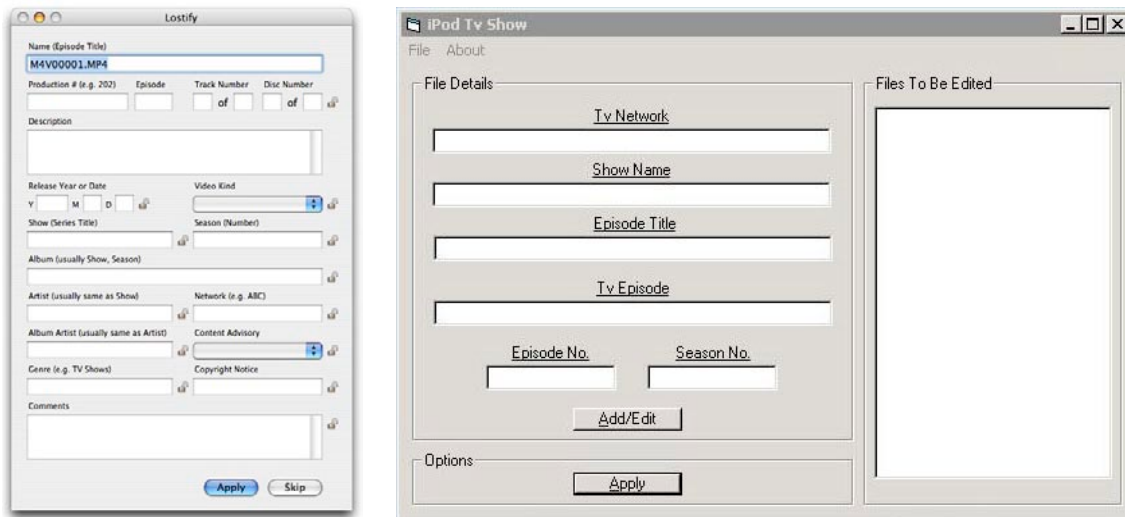 Lostify
Name (Episode Title)
M4V00001.MP4
Production # (e.g. 202) Episode Track Number Disc Number
of of
Description
Release Year or Date Video Kind
Y M D
Show (Series Title) Season (Number)
Album (usually Show, Season)
Artist (usually same as Show) Network (e.g. ABC)
Album Artist (usually same as Artist) Content Advisory
Genre (e.g. TV Shows) Copyright Notice
Comments
Apply Skip
iPod Tv Show
File About
File Details
Tv Network
Show Name
Episode Title
Tv Episode
Episode No. Season No.
Add/Edit
Options
Apply
Files To Be Edited